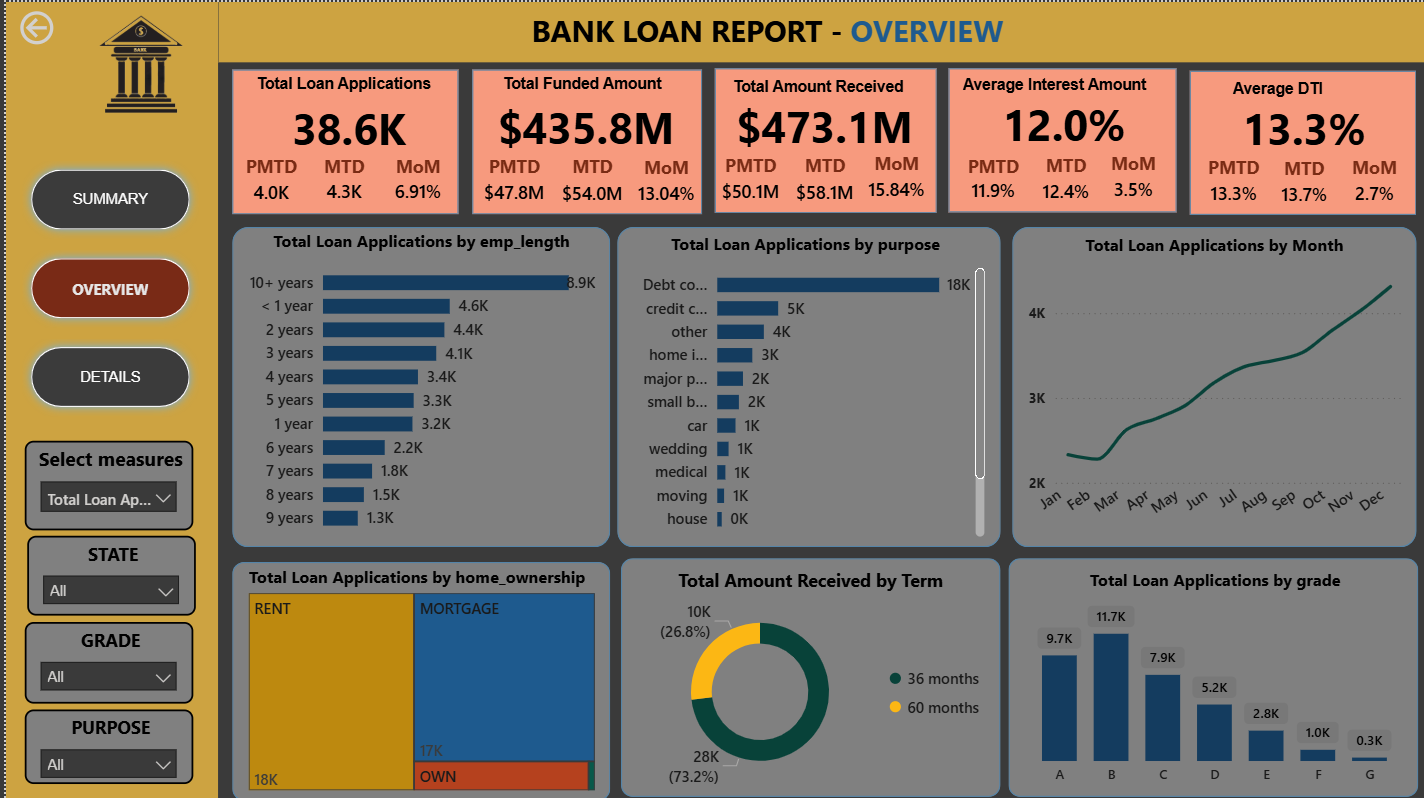 BANK LOAN REPORT - OVERVIEW
$
BANK
SUMMARY
OVERVIEW
DETAILS
Select measures
Total Loan Ap...
STATE
All
GRADE
All
PURPOSE
All
Total Loan Applications
38.6K
PMTD MTD MoM
4.0K 4.3K 6.91%
Total Funded Amount
$435.8M
PMTD MTD MoM
$47.8M $54.0M 13.04%
Total Amount Received
$473.1M
PMTD MTD MoM
$50.1M $58.1M 15.84%
Average Interest Amount
12.0%
PMTD MTD MoM
11.9% 12.4% 3.5%
Average DTI
13.3%
PMTD MTD MoM
13.3% 13.7% 2.7%
Total Loan Applications by emp_length
10+ years 8.9K
< 1 year 4.6K
2 years 4.4K
3 years 4.1K
4 years 3.4K
5 years 3.3K
1 year 3.2K
6 years 2.2K
7 years 1.8K
8 years 1.5K
9 years 1.3K
Total Loan Applications by purpose
Debt co... 18K
credit c... 5K
other 4K
home i... 3K
major p... 2K
small b... 2K
car 1K
wedding 1K
medical 1K
moving 1K
house 0K
Total Loan Applications by Month
4K
3K
2K
Jan Feb Mar Apr May Jun Jul Aug Sep Oct Nov Dec
Total Loan Applications by home_ownership
RENT
18K
MORTGAGE
17K
OWN
Total Amount Received by Term
10K
(26.8%)
28K
(73.2%)
36 months
60 months
Total Loan Applications by grade
9.7K 11.7K 7.9K 5.2K 2.8K 1.0K 0.3K
A B C D E F G